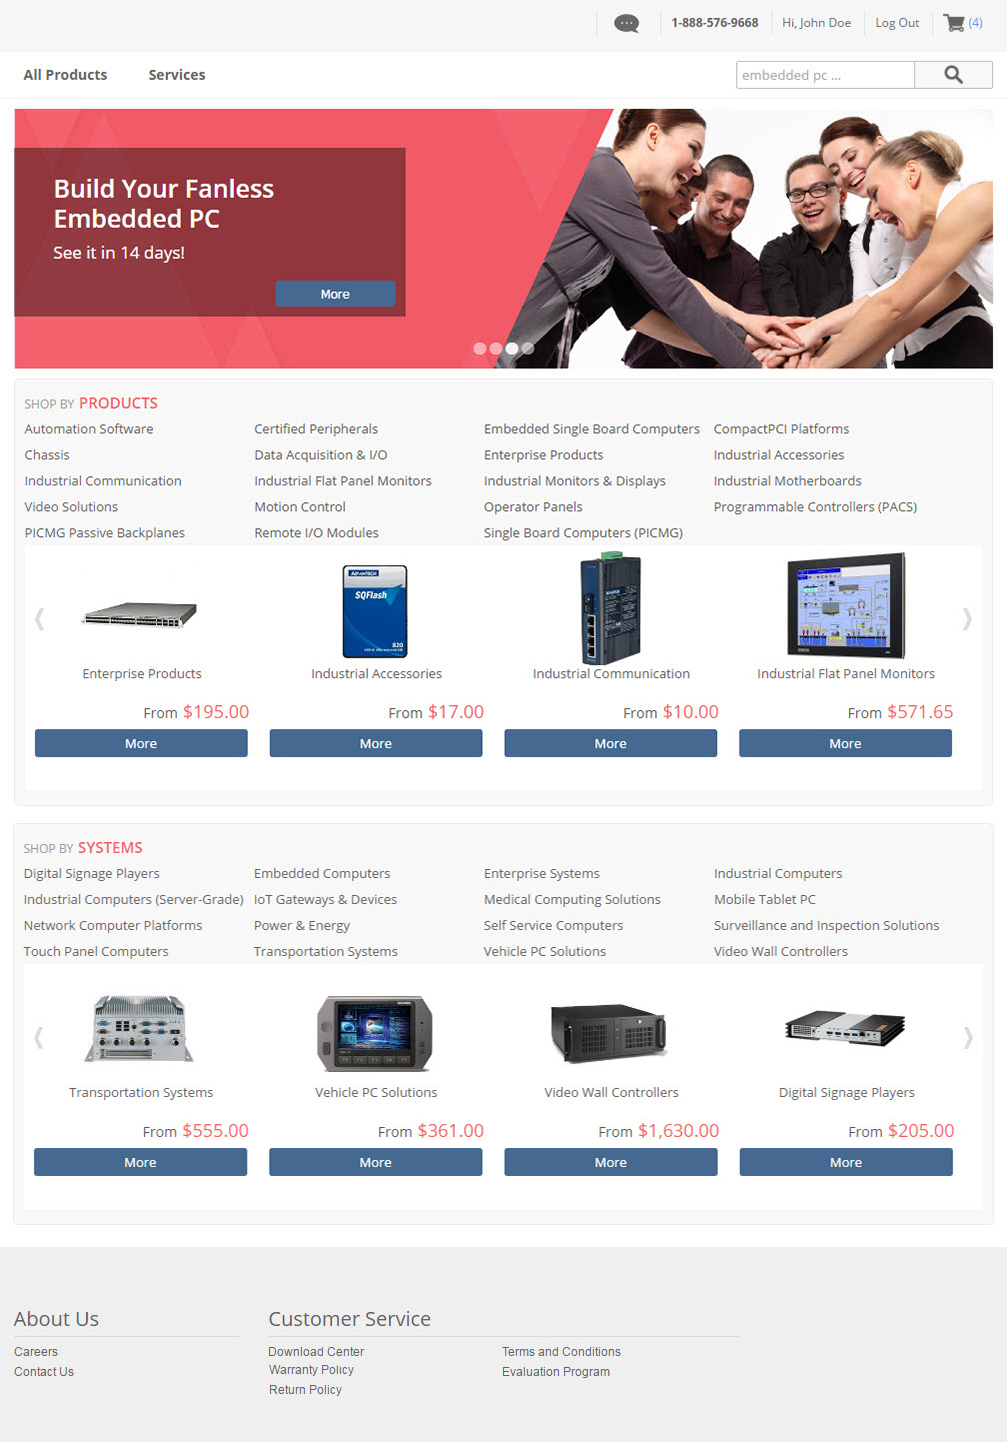 1-888-576-9668 Hi, John Doe Log Out (4)
All Products Services embedded pc ...
Build Your Fanless
Embedded PC
See it in 14 days!
More
SHOP BY PRODUCTS
Automation Software Certified Peripherals Embedded Single Board Computers CompactPCI Platforms
Chassis Data Acquisition & I/O Enterprise Products Industrial Accessories
Industrial Communication Industrial Flat Panel Monitors Industrial Monitors & Displays Industrial Motherboards
Video Solutions Motion Control Operator Panels Programmable Controllers (PACS)
PICMG Passive Backplanes Remote I/O Modules Single Board Computers (PICMG)
ADVANTECH
SQFlash
820
Enterprise Products Industrial Accessories Industrial Communication Industrial Flat Panel Monitors
From $195.00 From $17.00 From $10.00 From $571.65
More More More More
SHOP BY SYSTEMS
Digital Signage Players Embedded Computers Enterprise Systems Industrial Computers
Industrial Computers (Server-Grade) IoT Gateways & Devices Medical Computing Solutions Mobile Tablet PC
Network Computer Platforms Power & Energy Self Service Computers Surveillance and Inspection Solutions
Touch Panel Computers Transportation Systems Vehicle PC Solutions Video Wall Controllers
Transportation Systems Vehicle PC Solutions Video Wall Controllers Digital Signage Players
From $555.00 From $361.00 From $1,630.00 From $205.00
More More More More
About Us Customer Service
Careers Download Center Terms and Conditions
Contact Us Warranty Policy Evaluation Program
Return Policy